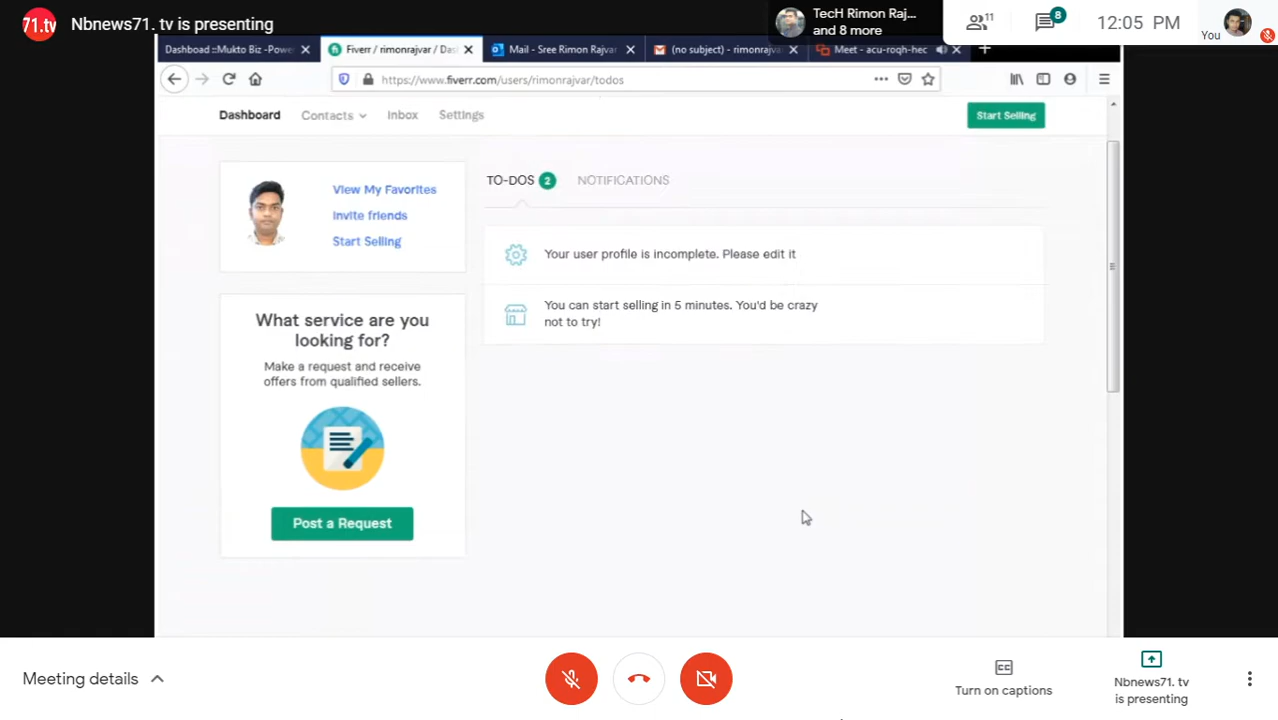 71.tv
Nbnews71. tv is presenting
TecH Rimon Raj...
and 8 more
11
8
12:05 PM
You
Dashboad ::Mukto Biz -Power
Fiverr / rimonrajvar / Das
Mail - Sree Rimon Rajvar
(no subject) - rimonrajva
Meet - acu-roqh-hec
https://www.fiverr.com/users/rimonrajvar/todos
Dashboard
Contacts
Inbox
Settings
Start Selling
View My Favorites
Invite friends
Start Selling
TO-DOS 2
NOTIFICATIONS
Your user profile is incomplete. Please edit it
You can start selling in 5 minutes. You'd be crazy
not to try!
What service are you
looking for?
Make a request and receive
offers from qualified sellers.
Post a Request
Meeting details
CC
Turn on captions
Nbnews71. tv
is presenting